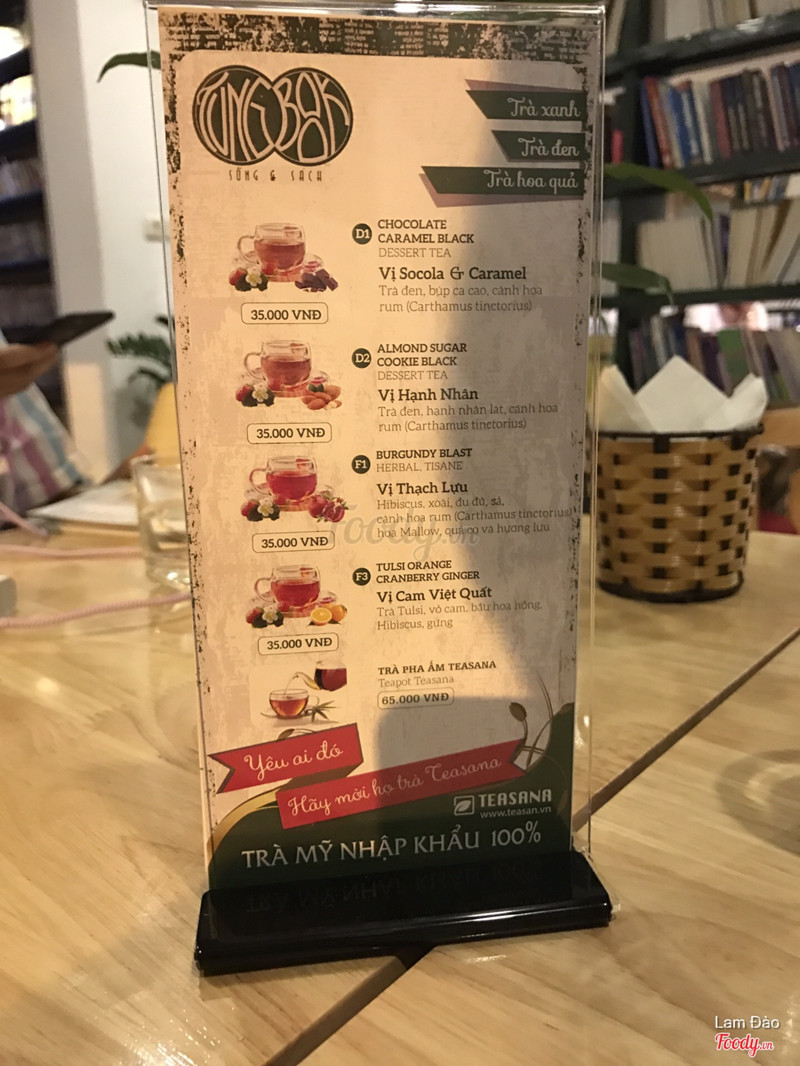 TÙNG BOOK
SỐNG & SÁCH
Trà xanh
Trà đen
Trà hoa quả
D1 CHOCOLATE
CARAMEL BLACK
DESSERT TEA
Vị Socola & Caramel
Trà đen, búp ca cao, cánh hoa
rum (Carthamus tinctorius)
35.000 VNĐ
D2 ALMOND SUGAR
COOKIE BLACK
DESSERT TEA
Vị Hạnh Nhân
Trà đen, hạnh nhân lát, cánh hoa
rum (Carthamus tinctorius)
35.000 VNĐ
F1 BURGUNDY BLAST
HERBAL, TISANE
Vị Thạch Lựu
Hibiscus, xoài, đu đủ, sả,
cánh hoa rum (Carthamus tinctorius)
hoa Mallow, quả cọ và hương lựu
35.000 VNĐ
Foody.vn
F3 TULSI ORANGE
CRANBERRY GINGER
Vị Cam Việt Quất
Trà Tulsi, vỏ cam, bầu hoa hồng,
Hibiscus, gừng
35.000 VNĐ
TRÀ PHA ẤM TEASANA
Teapot Teasana
65.000 VNĐ
Yêu ai đó
Hãy mời họ trà Teasana
TEASANA
www.teasan.vn
TRÀ MỸ NHẬP KHẨU 100%
Lam Đào
Foody.vn